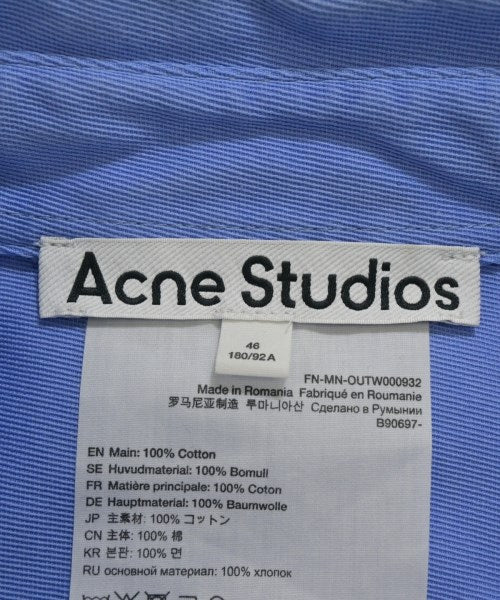 Acne Studios
46
180/92A
FN-MN-OUTW000932
Made in Romania Fabriqué en Roumanie
罗马尼亚制造 루마니아산 Сделано в Румынии
B90697-
EN Main: 100% Cotton
SE Huvudmaterial: 100% Bomull
FR Matière principale: 100% Coton
DE Hauptmaterial: 100% Baumwolle
JP 主素材: 100% コットン
CN 主体: 100% 棉
KR 본판: 100% 면
RU основной материал: 100% хлопок